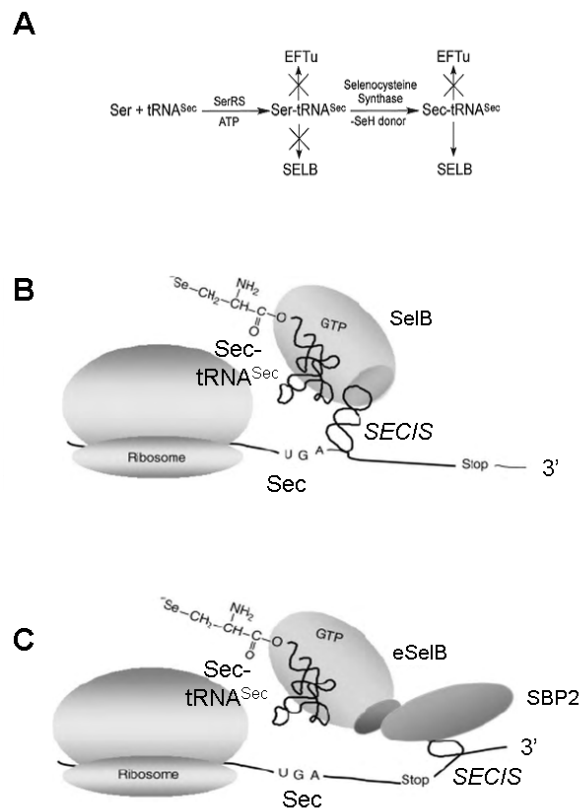 A
EFTu
EFTu
Ser + tRNASec
SerRS
ATP
Ser-tRNASec
Selenocysteine
Synthase
-SeH donor
Sec-tRNASec
SELB
SELB
B
⁻Se
CH₂
CH
NH₂
C
O
O
GTP
SelB
Sec-
tRNASec
SECIS
Ribosome
U G A
Stop
3'
Sec
C
⁻Se
CH₂
CH
NH₂
C
O
O
GTP
eSelB
Sec-
tRNASec
SBP2
3'
Ribosome
U G A
Stop
SECIS
Sec